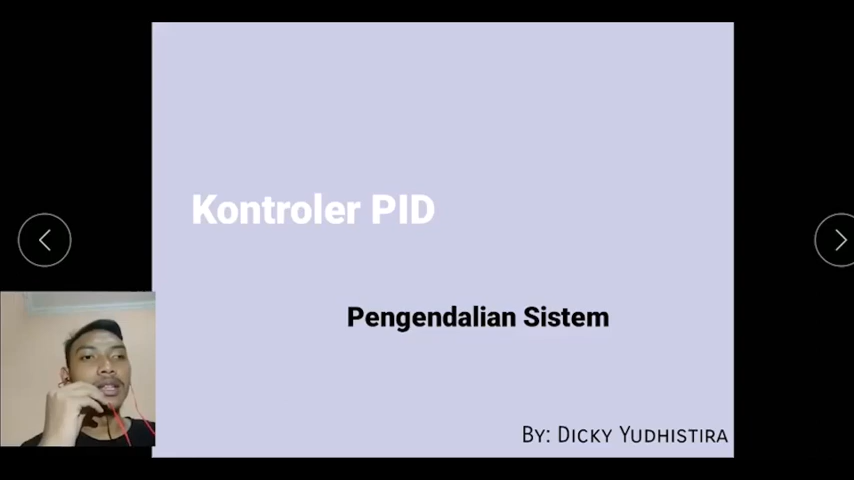 Kontroler PID
Pengendalian Sistem
By: Dicky Yudhistira